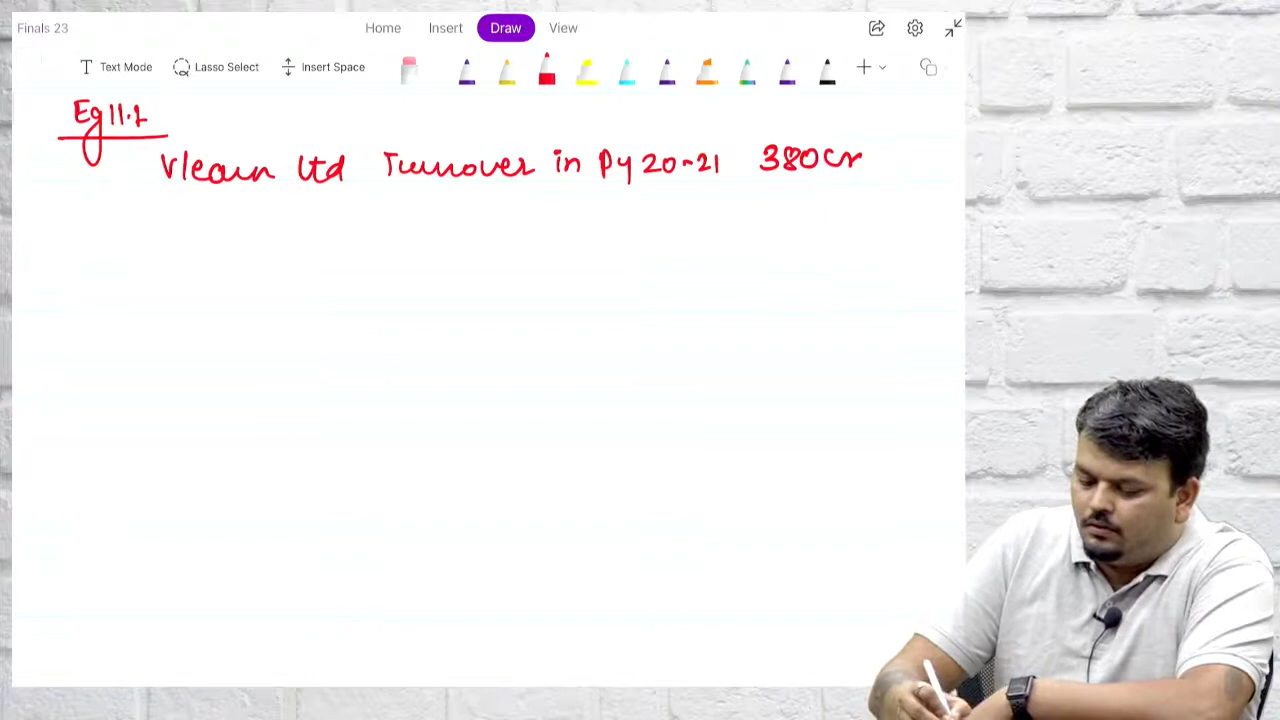 Finals 23
Home Insert Draw View
Text Mode Lasso Select Insert Space
Eg 11.1
Vlearn Ltd Turnover in Py 20-21 380cr